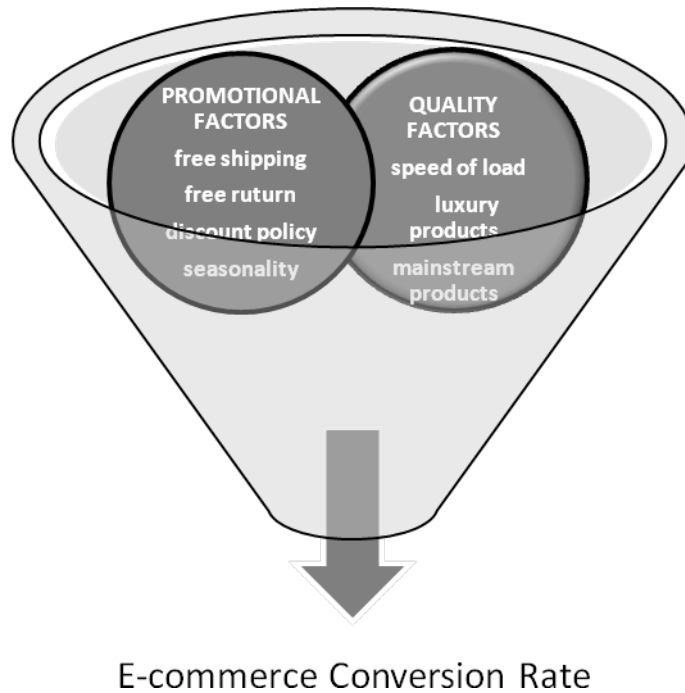 PROMOTIONAL
FACTORS
free shipping
free ruturn
discount policy
seasonality
QUALITY
FACTORS
speed of load
luxury
products
mainstream
products
E-commerce Conversion Rate